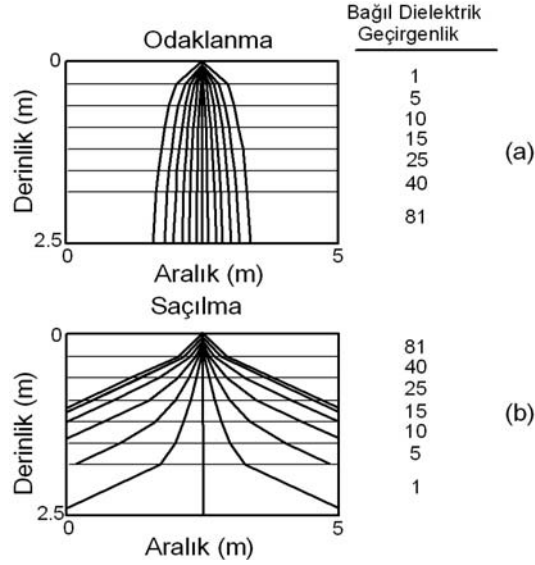 Bağıl Dielektrik
Geçirgenlik
Odaklanma
0
Derinlik (m)
2.5
0
5
Aralık (m)
1
5
10
15
25
40
81
(a)
Saçılma
0
Derinlik (m)
2.5
0
5
Aralık (m)
81
40
25
15
10
5
1
(b)